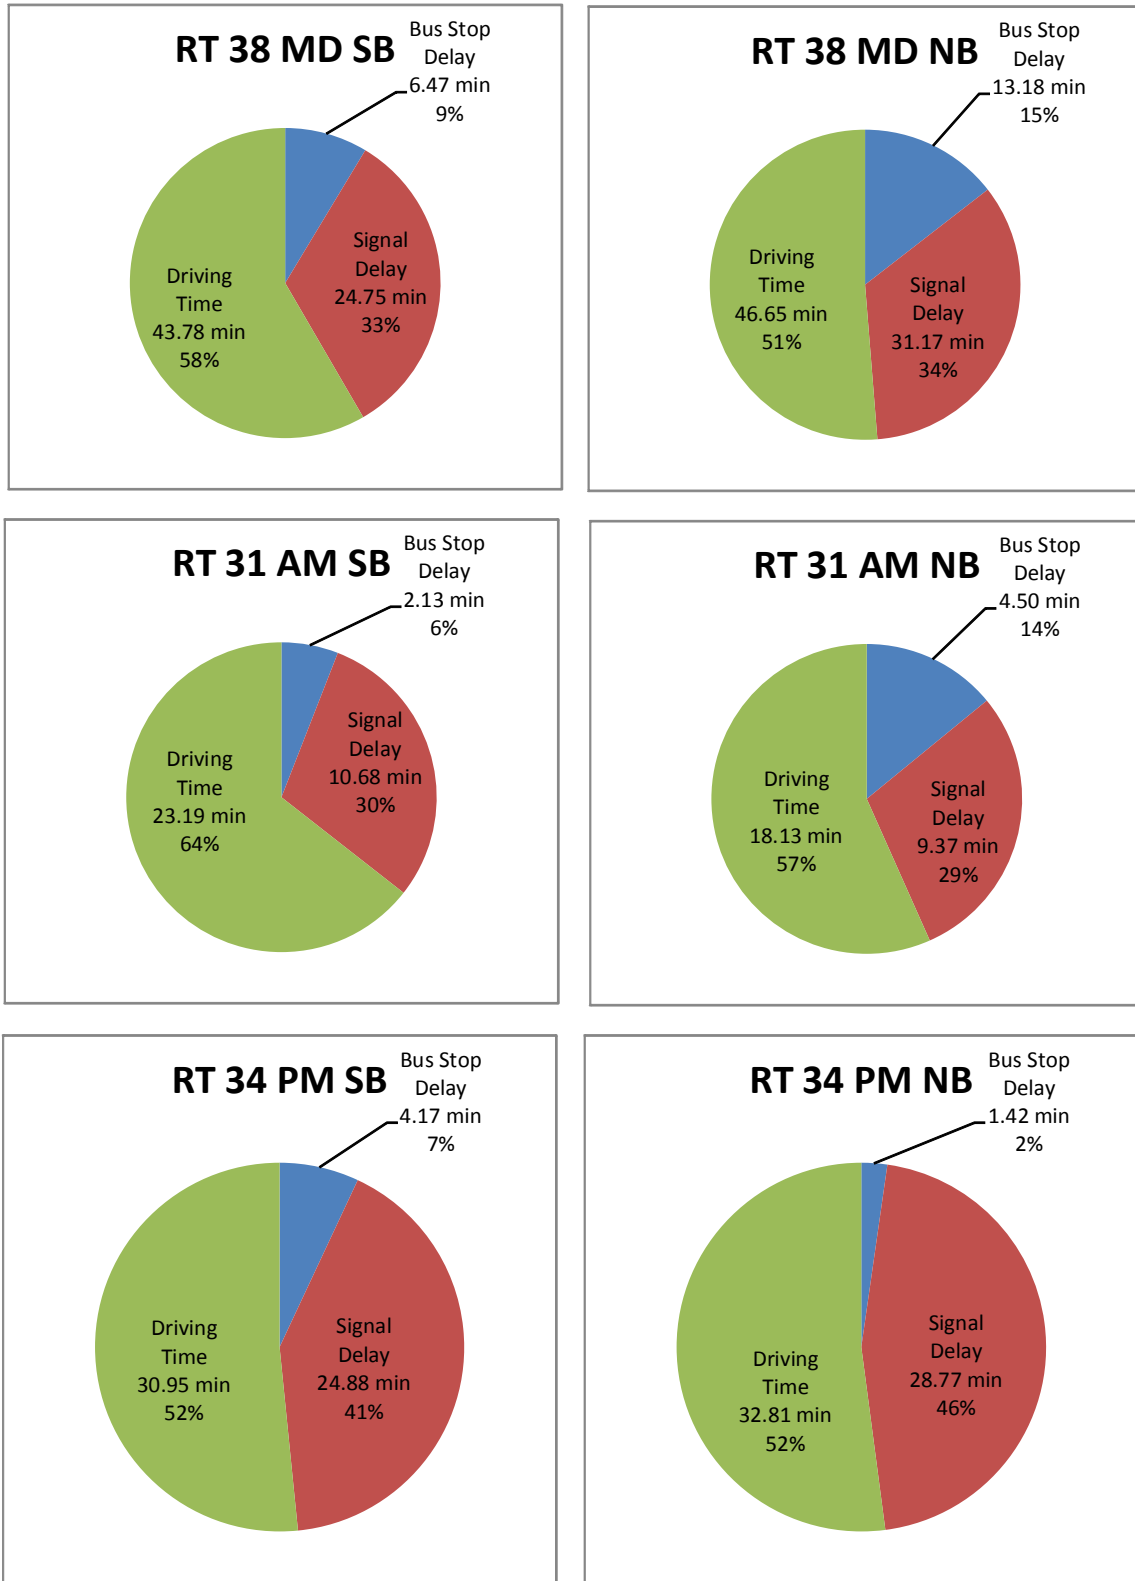 RT 38 MD SB
Bus Stop
Delay
6.47 min
9%
Signal
Delay
24.75 min
33%
Driving
Time
43.78 min
58%
RT 38 MD NB
Bus Stop
Delay
13.18 min
15%
Driving
Time
46.65 min
51%
Signal
Delay
31.17 min
34%
RT 31 AM SB
Bus Stop
Delay
2.13 min
6%
Signal
Delay
10.68 min
30%
Driving
Time
23.19 min
64%
RT 31 AM NB
Bus Stop
Delay
4.50 min
14%
Driving
Time
18.13 min
57%
Signal
Delay
9.37 min
29%
RT 34 PM SB
Bus Stop
Delay
4.17 min
7%
Driving
Time
30.95 min
52%
Signal
Delay
24.88 min
41%
RT 34 PM NB
Bus Stop
Delay
1.42 min
2%
Signal
Delay
28.77 min
46%
Driving
Time
32.81 min
52%